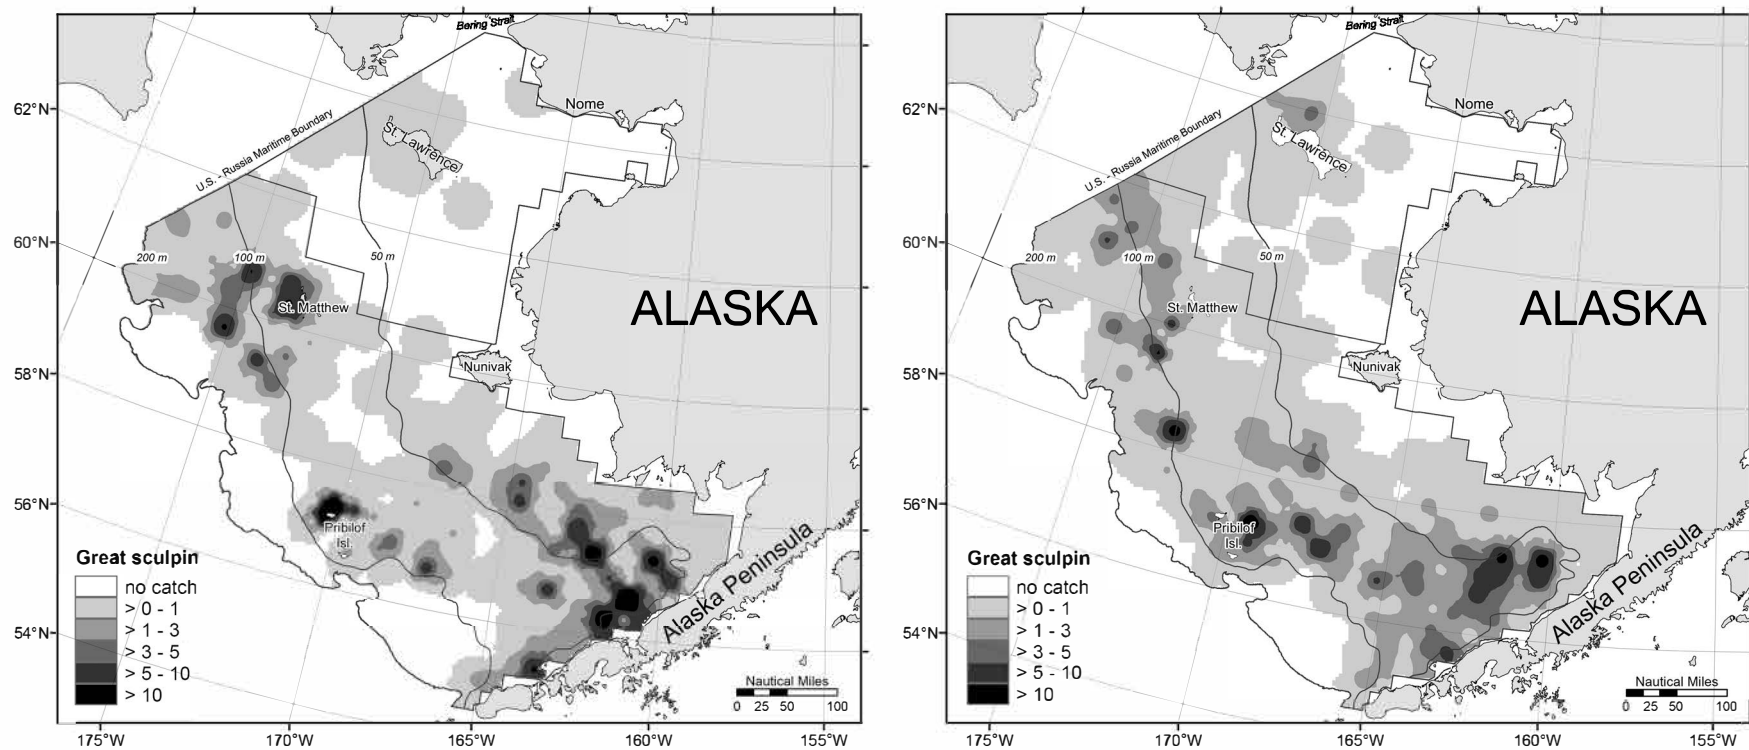 Bering Strait
62°N
Nome
U.S. - Russia Maritime Boundary
St. Lawrence
60°N
200 m
100 m
50 m
St. Matthew
ALASKA
58°N
Nunivak
56°N
Pribilof
Isl.
Great sculpin
no catch
> 0 - 1
> 1 - 3
> 3 - 5
> 5 - 10
> 10
54°N
Alaska Peninsula
Nautical Miles
0 25 50 100
175°W 170°W 165°W 160°W 155°W
Bering Strait
62°N
Nome
U.S. - Russia Maritime Boundary
St. Lawrence
60°N
200 m
100 m
50 m
St. Matthew
ALASKA
58°N
Nunivak
56°N
Pribilof
Isl.
Great sculpin
no catch
> 0 - 1
> 1 - 3
> 3 - 5
> 5 - 10
> 10
54°N
Alaska Peninsula
Nautical Miles
0 25 50 100
175°W 170°W 165°W 160°W 155°W